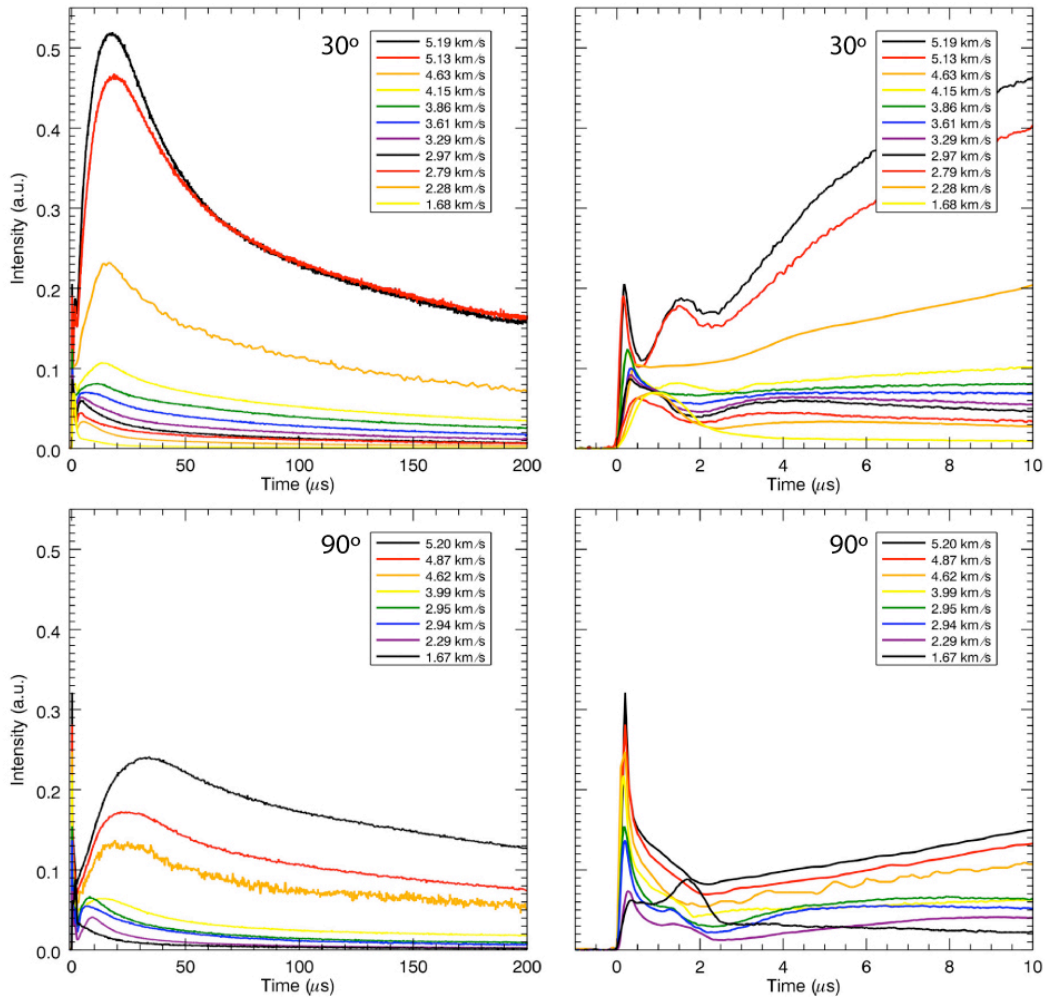 30º
5.19 km/s
5.13 km/s
4.63 km/s
4.15 km/s
3.86 km/s
3.61 km/s
3.29 km/s
2.97 km/s
2.79 km/s
2.28 km/s
1.68 km/s
Intensity (a.u.)
0.5
0.4
0.3
0.2
0.1
0.0
0 50 100 150 200
Time (μs)
30º
5.19 km/s
5.13 km/s
4.63 km/s
4.15 km/s
3.86 km/s
3.61 km/s
3.29 km/s
2.97 km/s
2.79 km/s
2.28 km/s
1.68 km/s
0 2 4 6 8 10
Time (μs)
90º
5.20 km/s
4.87 km/s
4.62 km/s
3.99 km/s
2.95 km/s
2.94 km/s
2.29 km/s
1.67 km/s
Intensity (a.u.)
0.5
0.4
0.3
0.2
0.1
0.0
0 50 100 150 200
Time (μs)
90º
5.20 km/s
4.87 km/s
4.62 km/s
3.99 km/s
2.95 km/s
2.94 km/s
2.29 km/s
1.67 km/s
0 2 4 6 8 10
Time (μs)